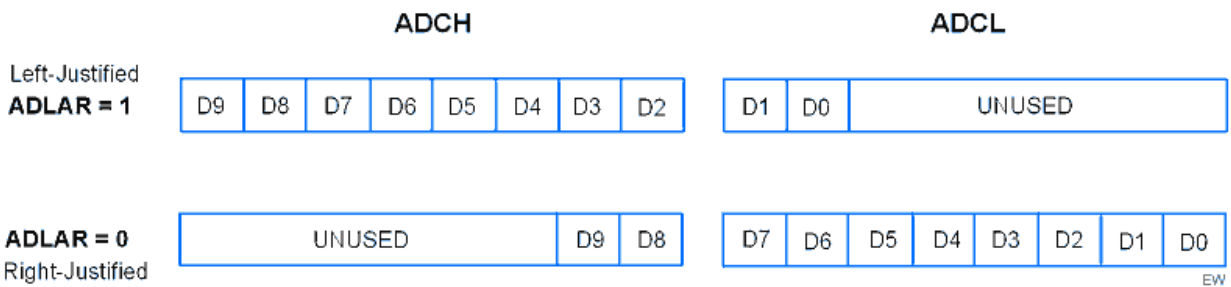 ADCH ADCL
Left-Justified
ADLAR = 1 D9 D8 D7 D6 D5 D4 D3 D2 D1 D0 UNUSED
ADLAR = 0 UNUSED D9 D8 D7 D6 D5 D4 D3 D2 D1 D0
Right-Justified
EW